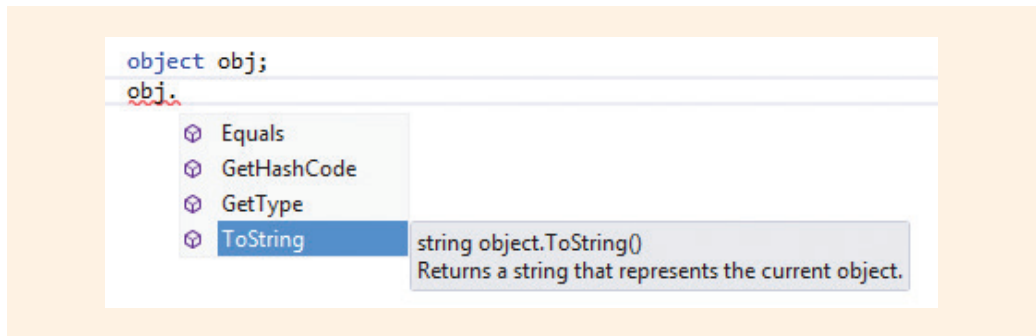 object obj;
obj.
Equals
GetHashCode
GetType
ToString
string object.ToString()
Returns a string that represents the current object.